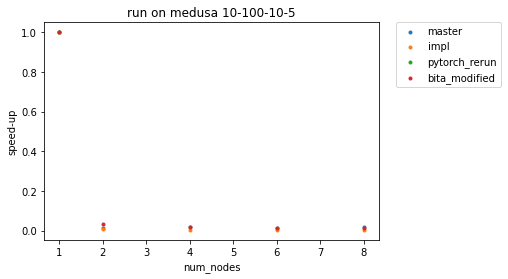 run on medusa 10-100-10-5
master
impl
pytorch_rerun
bita_modified
speed-up
1.0
0.8
0.6
0.4
0.2
0.0
1 2 3 4 5 6 7 8
num_nodes